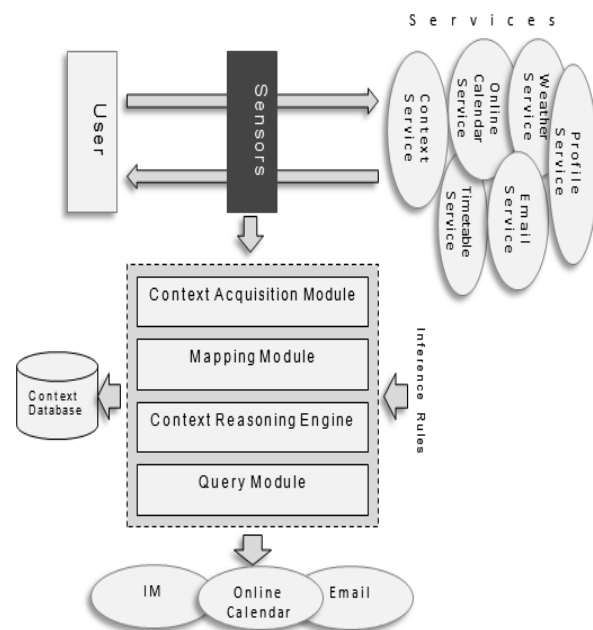 Services
User
Sensors
Context
Service
Online
Calendar
Service
Weather
Service
Profile
Service
Timetable
Service
Email
Service
Context Acquisition Module
Mapping Module
Context Reasoning Engine
Query Module
Context
Database
Inference Rules
IM
Online
Calendar
Email